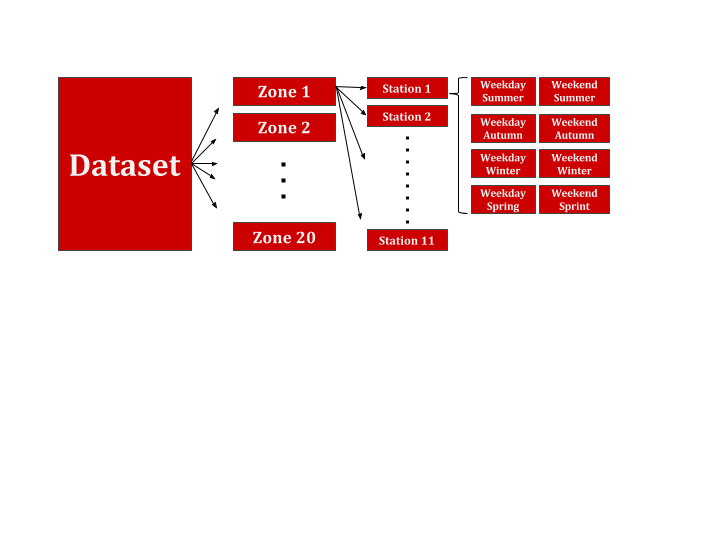 Dataset
Zone 1
Zone 2
Zone 20
Station 1
Station 2
Station 11
Weekday
Summer
Weekend
Summer
Weekday
Autumn
Weekend
Autumn
Weekday
Winter
Weekend
Winter
Weekday
Spring
Weekend
Sprint